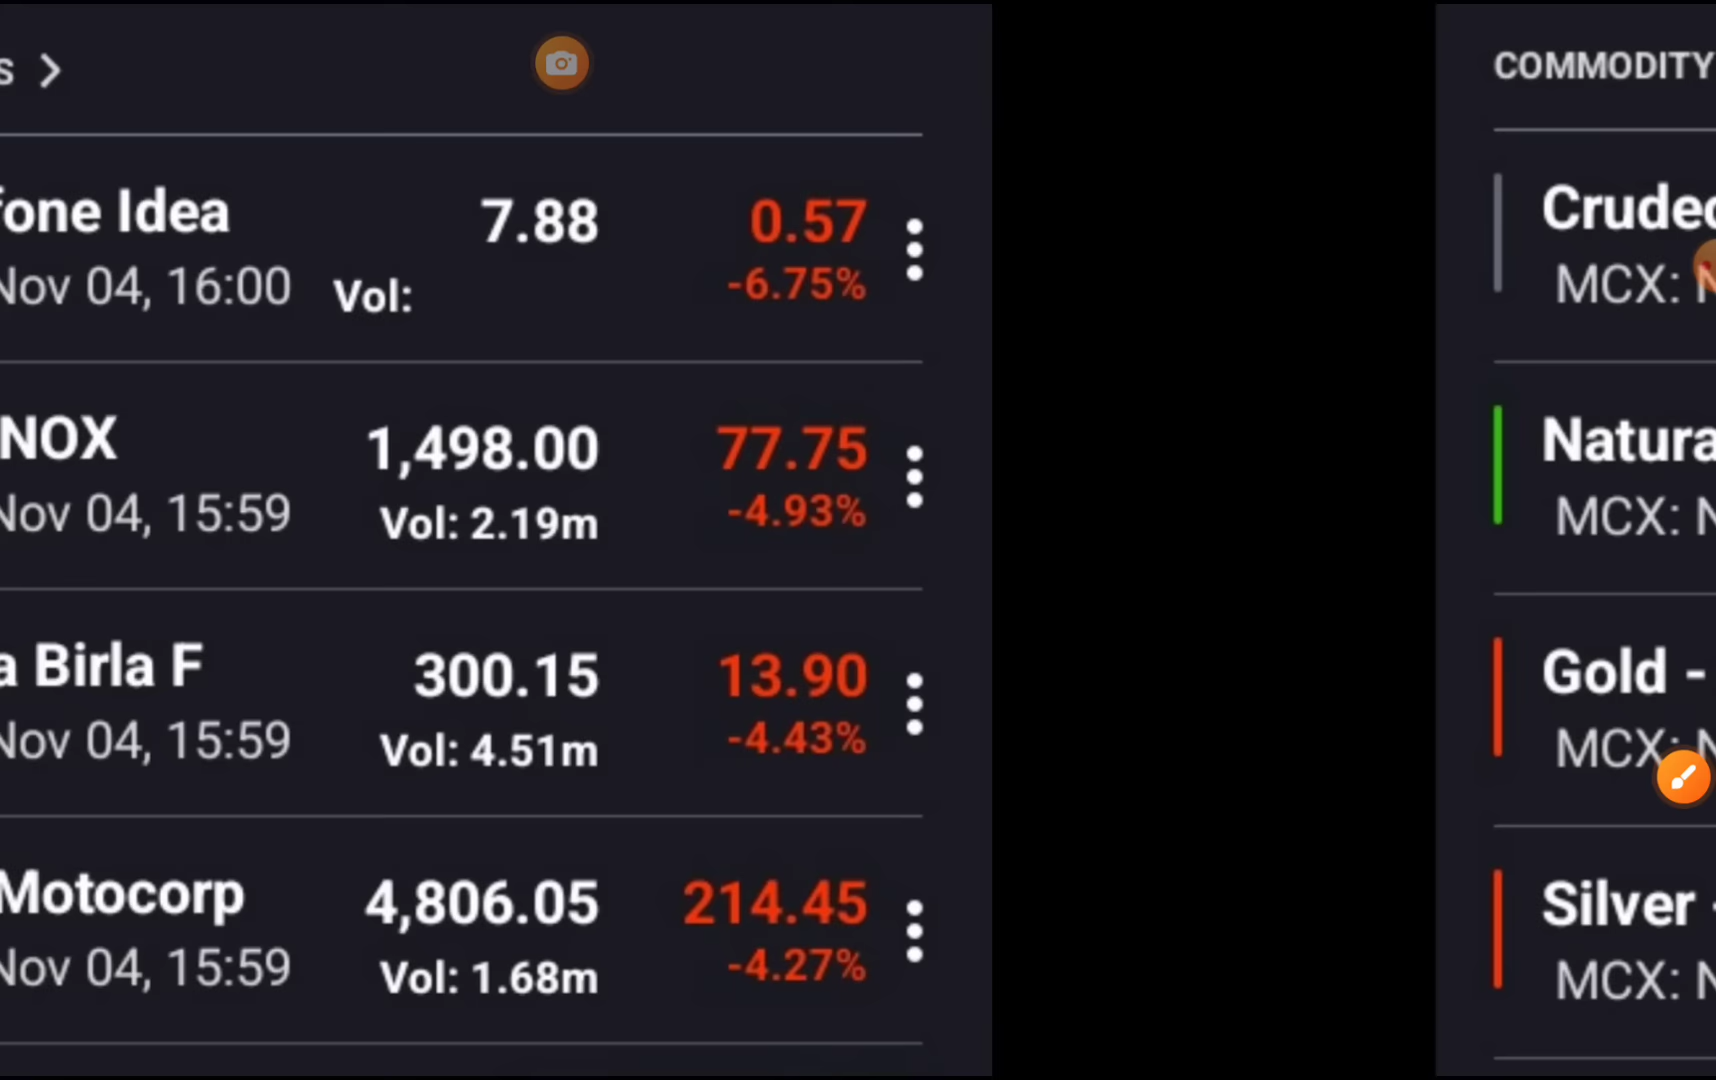 s >
fone Idea 7.88 0.57
Nov 04, 16:00 Vol: -6.75%
NOX 1,498.00 77.75
Nov 04, 15:59 Vol: 2.19m -4.93%
a Birla F 300.15 13.90
Nov 04, 15:59 Vol: 4.51m -4.43%
Motocorp 4,806.05 214.45
Nov 04, 15:59 Vol: 1.68m -4.27%
COMMODITY
Crudeo
MCX: N
Natura
MCX: N
Gold -
MCX: N
Silver -
MCX: N